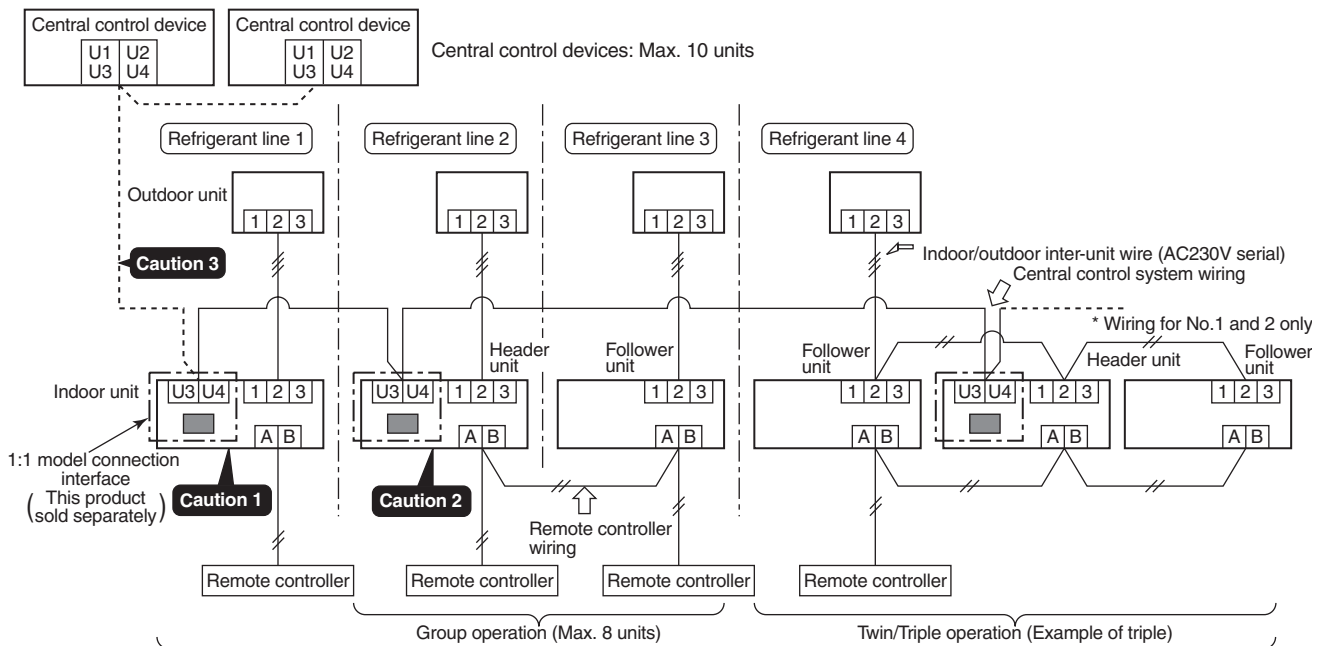 Central control device
U1 U2
U3 U4
Central control device
U1 U2
U3 U4
Central control devices: Max. 10 units
Refrigerant line 1
Refrigerant line 2
Refrigerant line 3
Refrigerant line 4
Outdoor unit
1 2 3
1 2 3
1 2 3
1 2 3
Caution 3
Indoor/outdoor inter-unit wire (AC230V serial)
Central control system wiring
* Wiring for No.1 and 2 only
Header
unit
Follower
unit
Follower
unit
Header unit
Follower
unit
Indoor unit
U3 U4
1 2 3
U3 U4
1 2 3
1 2 3
1 2 3
U3 U4
1 2 3
1 2 3
A B
A B
A B
A B
A B
A B
1:1 model connection
interface
( This product
sold separately )
Caution 1
Caution 2
Remote controller
wiring
Remote controller
Remote controller
Remote controller
Remote controller
Group operation (Max. 8 units)
Twin/Triple operation (Example of triple)